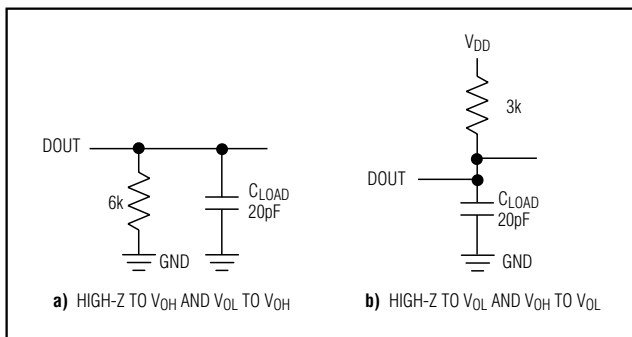 DOUT
6k
CLOAD
20pF
GND
a) HIGH-Z TO VOH AND VOL TO VOH
VDD
3k
DOUT
CLOAD
20pF
GND
b) HIGH-Z TO VOL AND VOH TO VOL